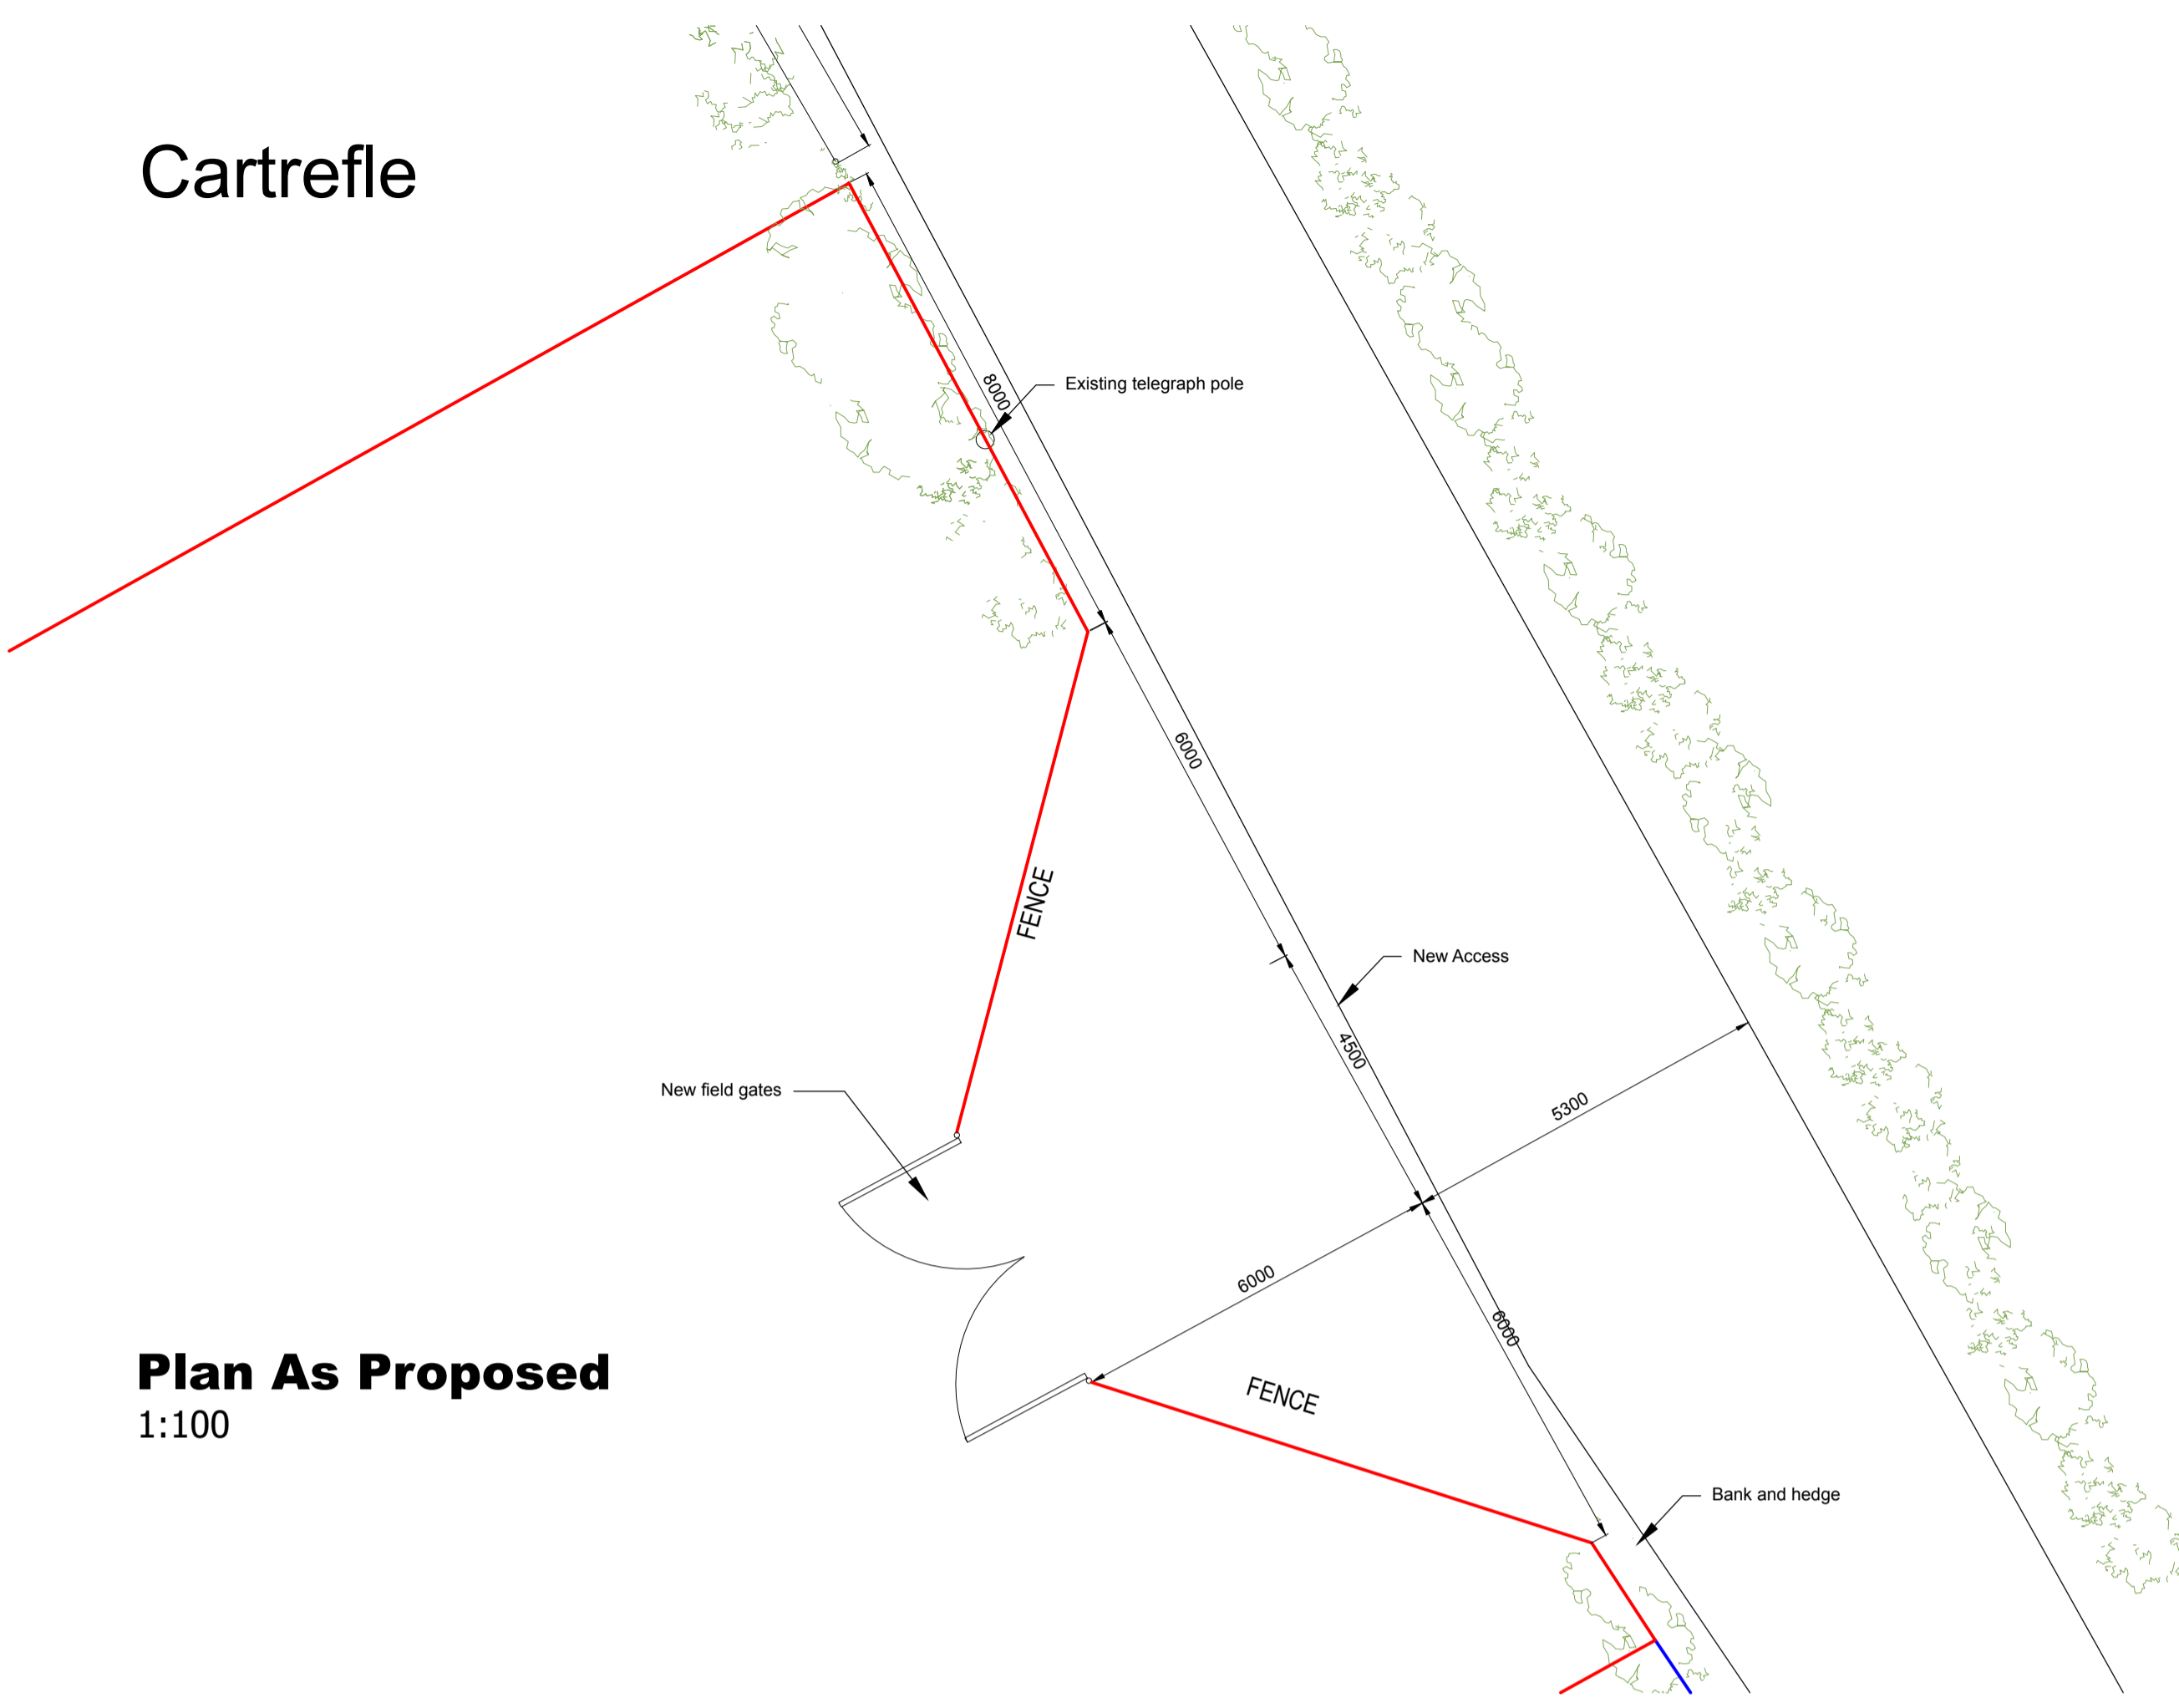 Cartrefle
8000
Existing telegraph pole
6000
FENCE
New Access
4500
New field gates
5300
6000
6000
FENCE
Plan As Proposed
1:100
Bank and hedge